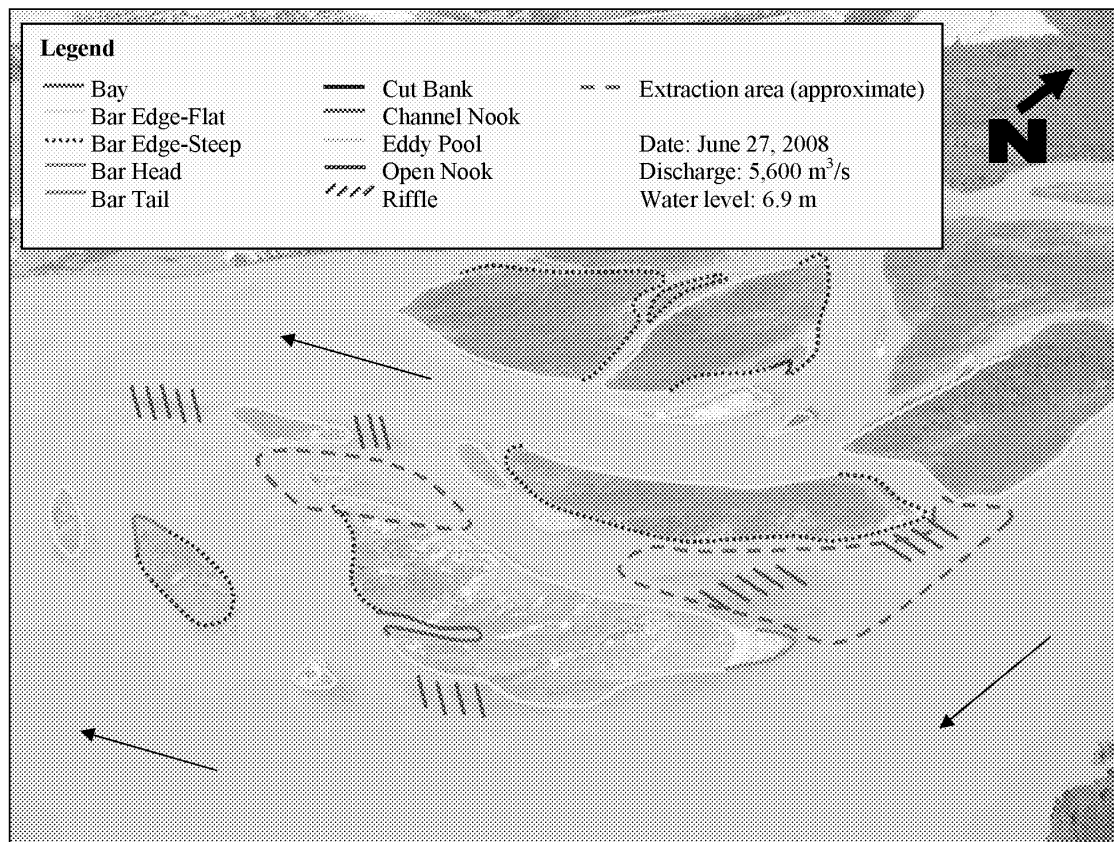 Legend
Bay
Bar Edge-Flat
Bar Edge-Steep
Bar Head
Bar Tail
Cut Bank
Channel Nook
Eddy Pool
Open Nook
Riffle
Extraction area (approximate)
Date: June 27, 2008
Discharge: 5,600 m³/s
Water level: 6.9 m
N